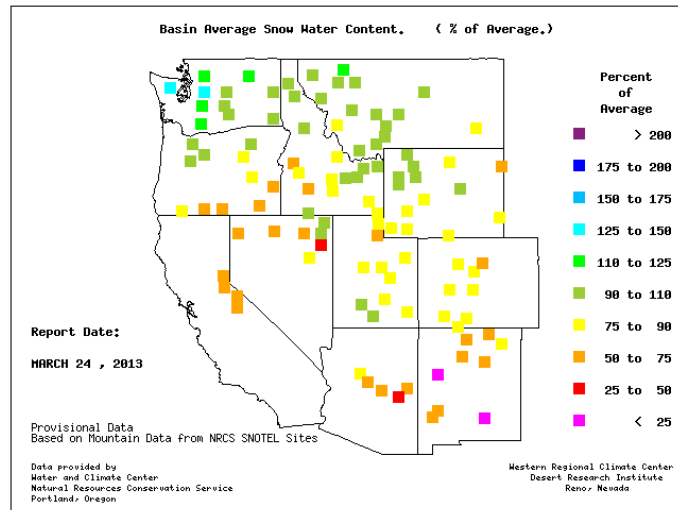 Basin Average Snow Water Content. ( % of Average.)
Percent
of
Average
> 200
175 to 200
150 to 175
125 to 150
110 to 125
90 to 110
75 to 90
50 to 75
25 to 50
< 25
Report Date:
MARCH 24 , 2013
Provisional Data
Based on Mountain Data from NRCS SNOTEL Sites
Data provided by
Water and Climate Center
Natural Resources Conservation Service
Portland, Oregon
Western Regional Climate Center
Desert Research Institute
Reno, Nevada